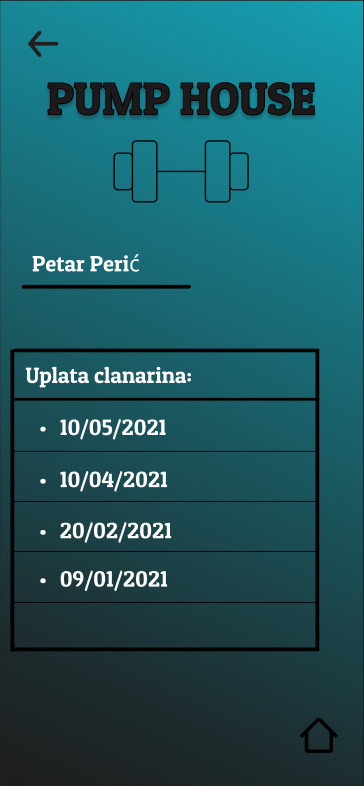 PUMP HOUSE
Petar Perić
Uplata clanarina:
• 10/05/2021
• 10/04/2021
• 20/02/2021
• 09/01/2021